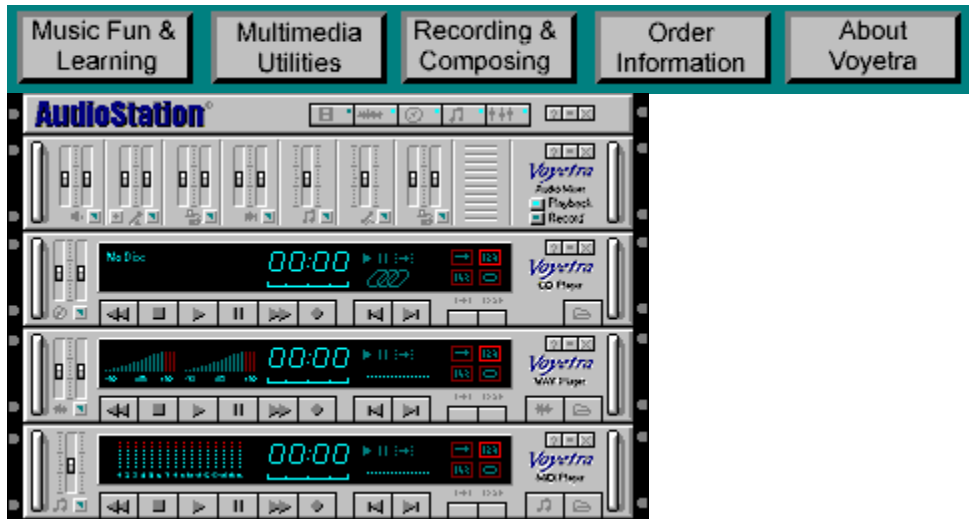 Music Fun &
Learning
Multimedia
Utilities
Recording &
Composing
Order
Information
About
Voyetra
AudioStation
Voyetra
Audio Mixer
Playback
Record
No Disc
00:00
Voyetra
CD Player
00:00
Voyetra
WAV Player
00:00
Voyetra
MIDI Player